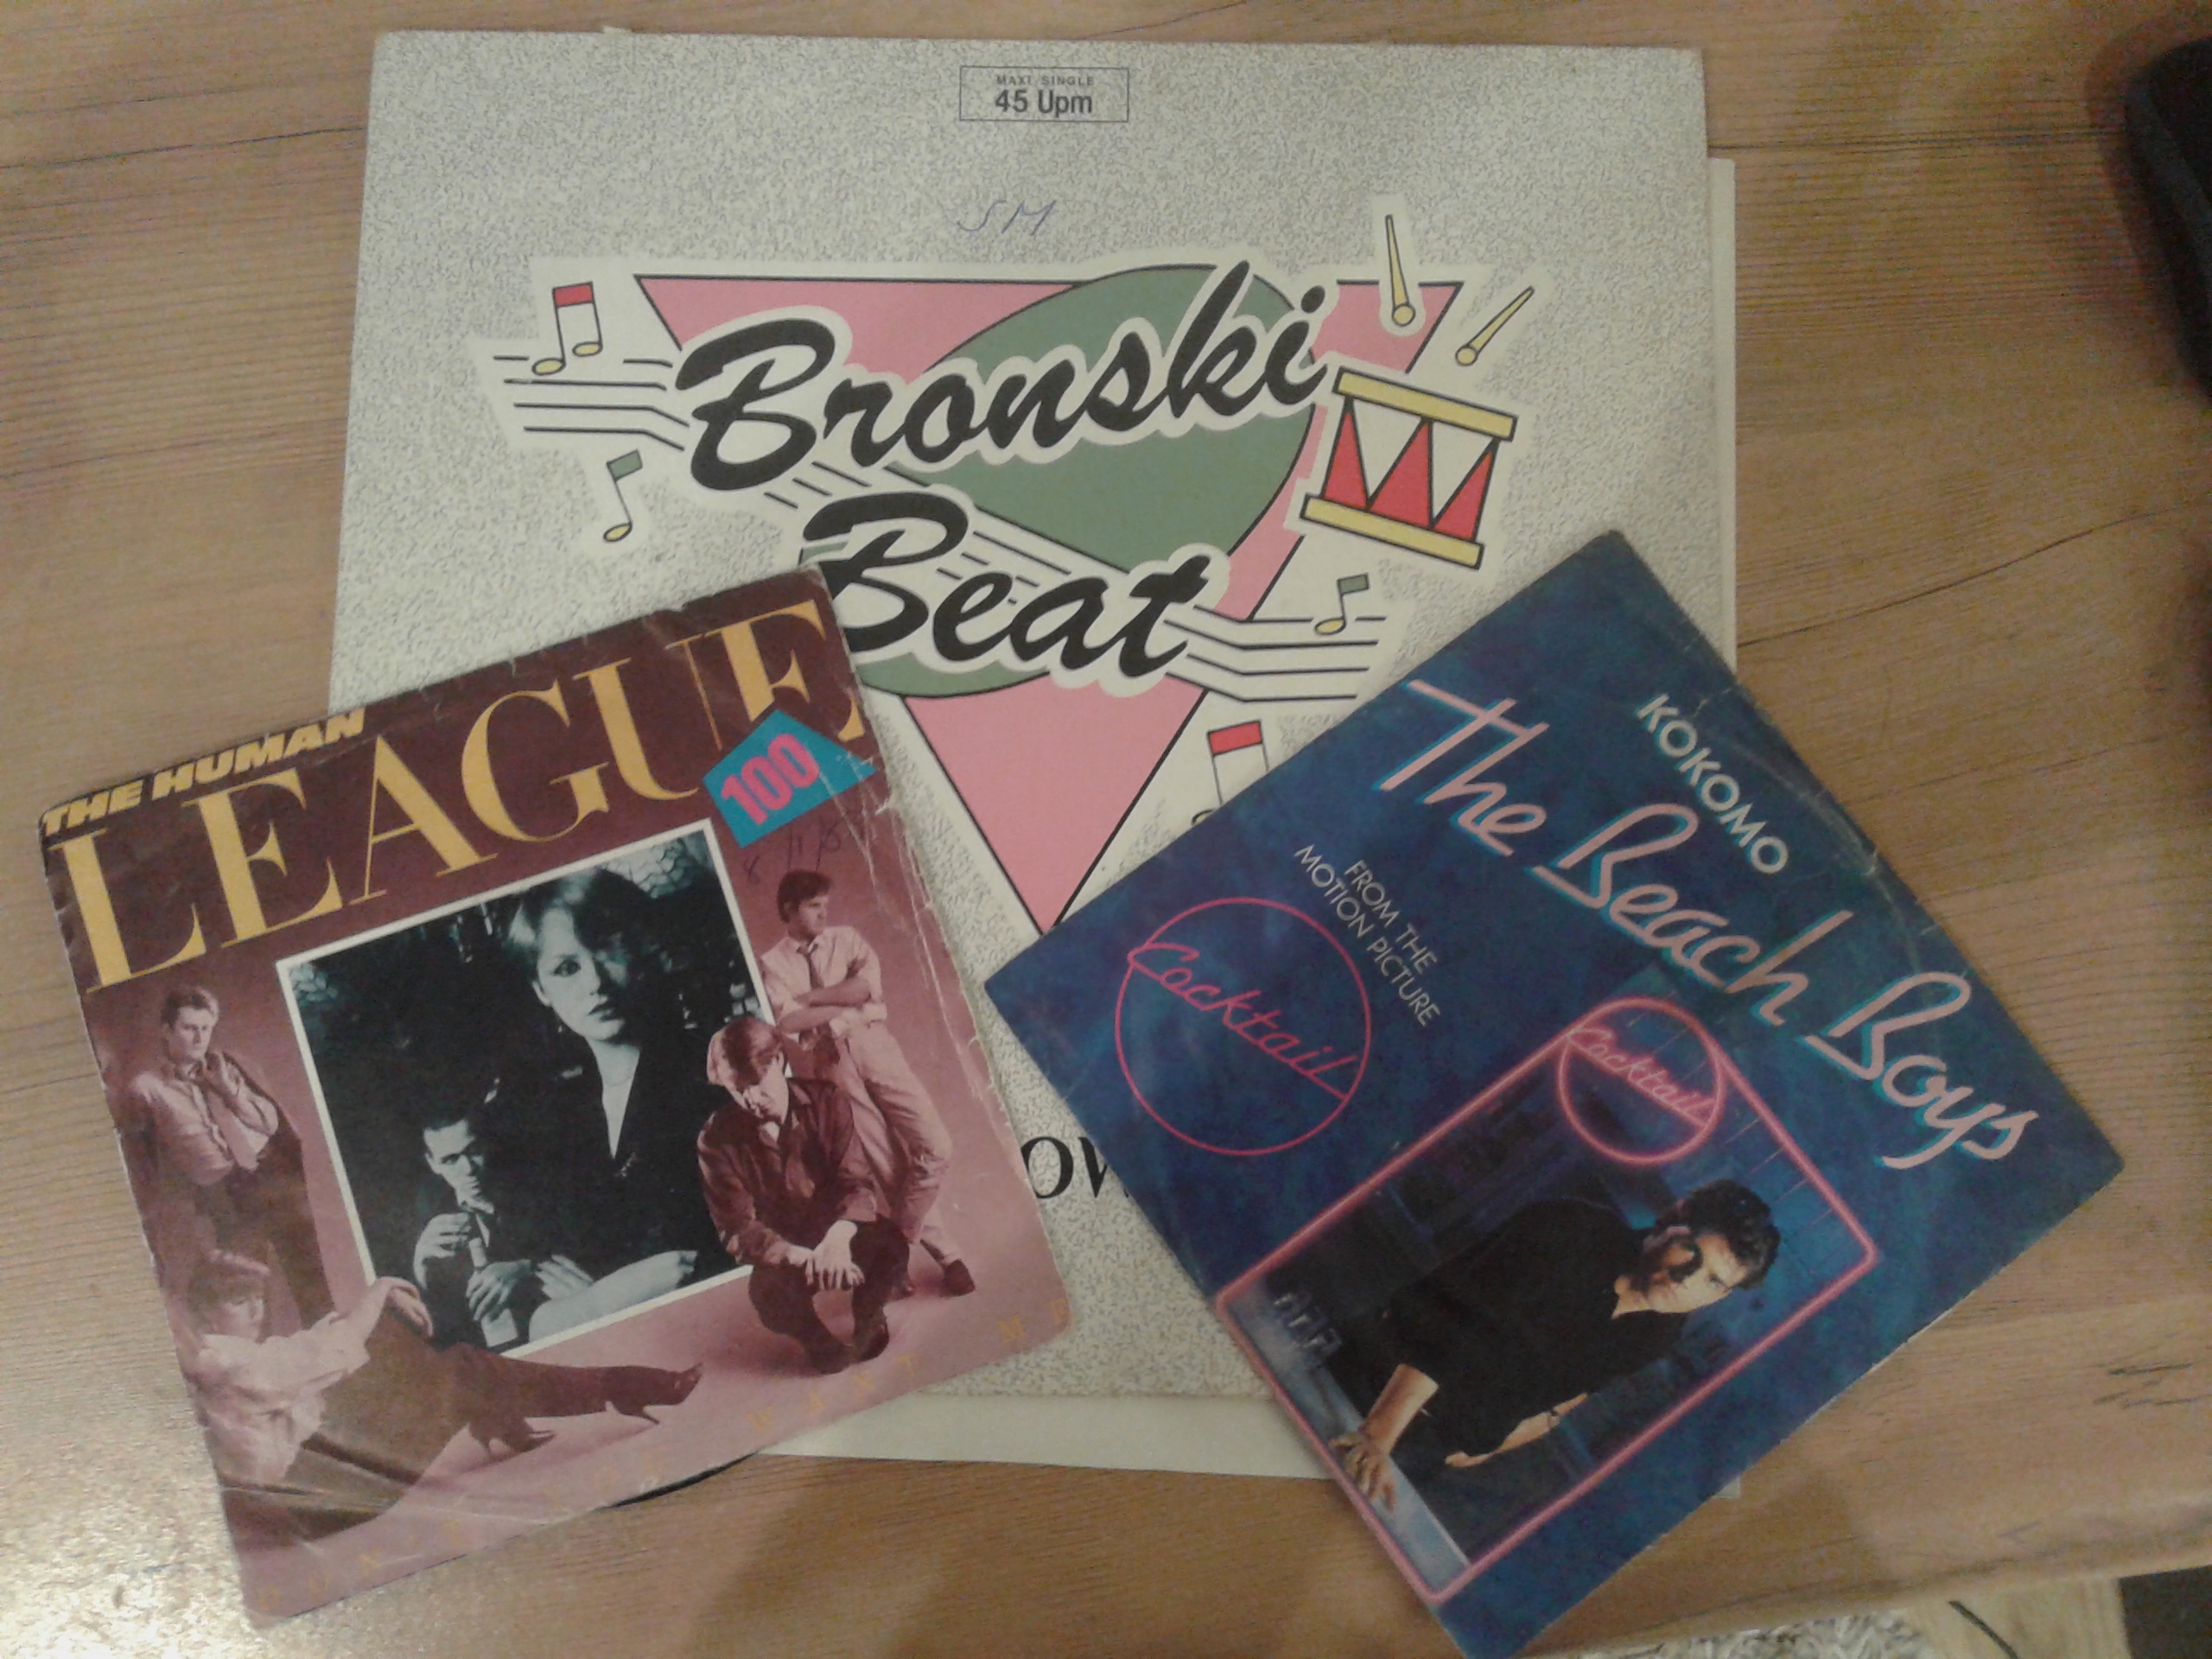 MAXI SINGLE
45 Upm
SM
Bronski
Beat
THE HUMAN
LEAGUE
100
KOKOMO
The Beach Boys
FROM THE
MOTION PICTURE
Cocktail
Cocktail